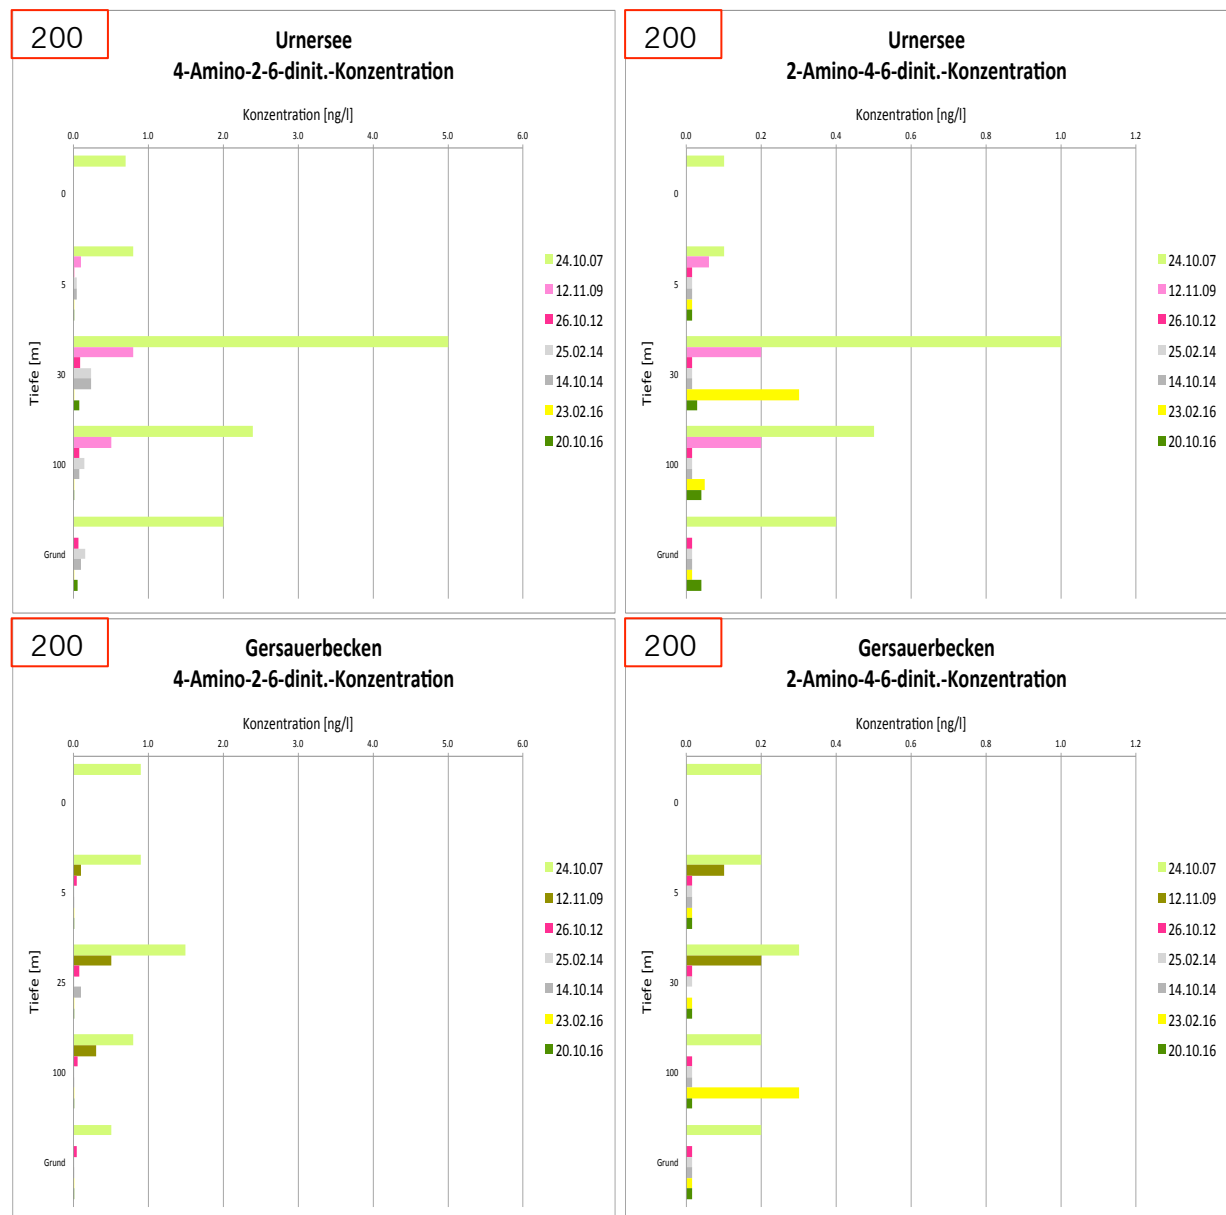 200
Urnersee
4-Amino-2-6-dinit.-Konzentration
Konzentration [ng/l]
0.0 1.0 2.0 3.0 4.0 5.0 6.0
Tiefe [m]
0
5
30
100
Grund
24.10.07
12.11.09
26.10.12
25.02.14
14.10.14
23.02.16
20.10.16
200
Urnersee
2-Amino-4-6-dinit.-Konzentration
Konzentration [ng/l]
0.0 0.2 0.4 0.6 0.8 1.0 1.2
Tiefe [m]
0
5
30
100
Grund
24.10.07
12.11.09
26.10.12
25.02.14
14.10.14
23.02.16
20.10.16
200
Gersauerbecken
4-Amino-2-6-dinit.-Konzentration
Konzentration [ng/l]
0.0 1.0 2.0 3.0 4.0 5.0 6.0
Tiefe [m]
0
5
25
100
Grund
24.10.07
12.11.09
26.10.12
25.02.14
14.10.14
23.02.16
20.10.16
200
Gersauerbecken
2-Amino-4-6-dinit.-Konzentration
Konzentration [ng/l]
0.0 0.2 0.4 0.6 0.8 1.0 1.2
Tiefe [m]
0
5
30
100
Grund
24.10.07
12.11.09
26.10.12
25.02.14
14.10.14
23.02.16
20.10.16